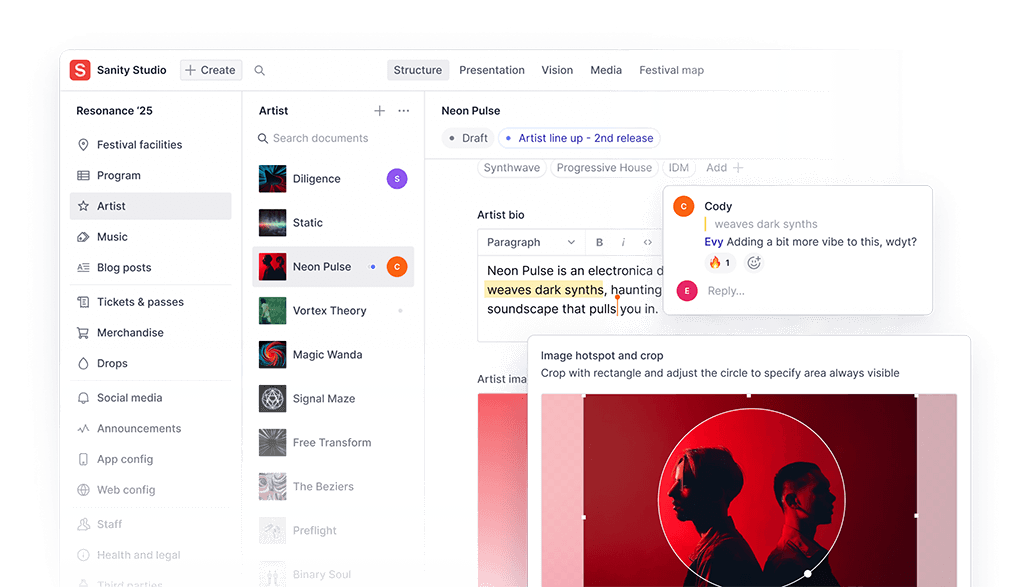 S Sanity Studio
Create
Structure
Presentation
Vision
Media
Festival map
Resonance ‘25
Festival facilities
Program
Artist
Music
Blog posts
Tickets & passes
Merchandise
Drops
Social media
Announcements
App config
Web config
Staff
Health and legal
Third parties
Artist
Search documents
Diligence
S
Static
Neon Pulse
C
Vortex Theory
Magic Wanda
Signal Maze
Free Transform
The Beziers
Preflight
Binary Soul
Neon Pulse
Draft
Artist line up - 2nd release
Synthwave
Progressive House
IDM
Add
Artist bio
Paragraph
B
i
Neon Pulse is an electronica d
weaves dark synths, haunting
soundscape that pulls you in.
C
Cody
weaves dark synths
Evy Adding a bit more vibe to this, wdyt?
1
E
Reply...
Artist ima
Image hotspot and crop
Crop with rectangle and adjust the circle to specify area always visible